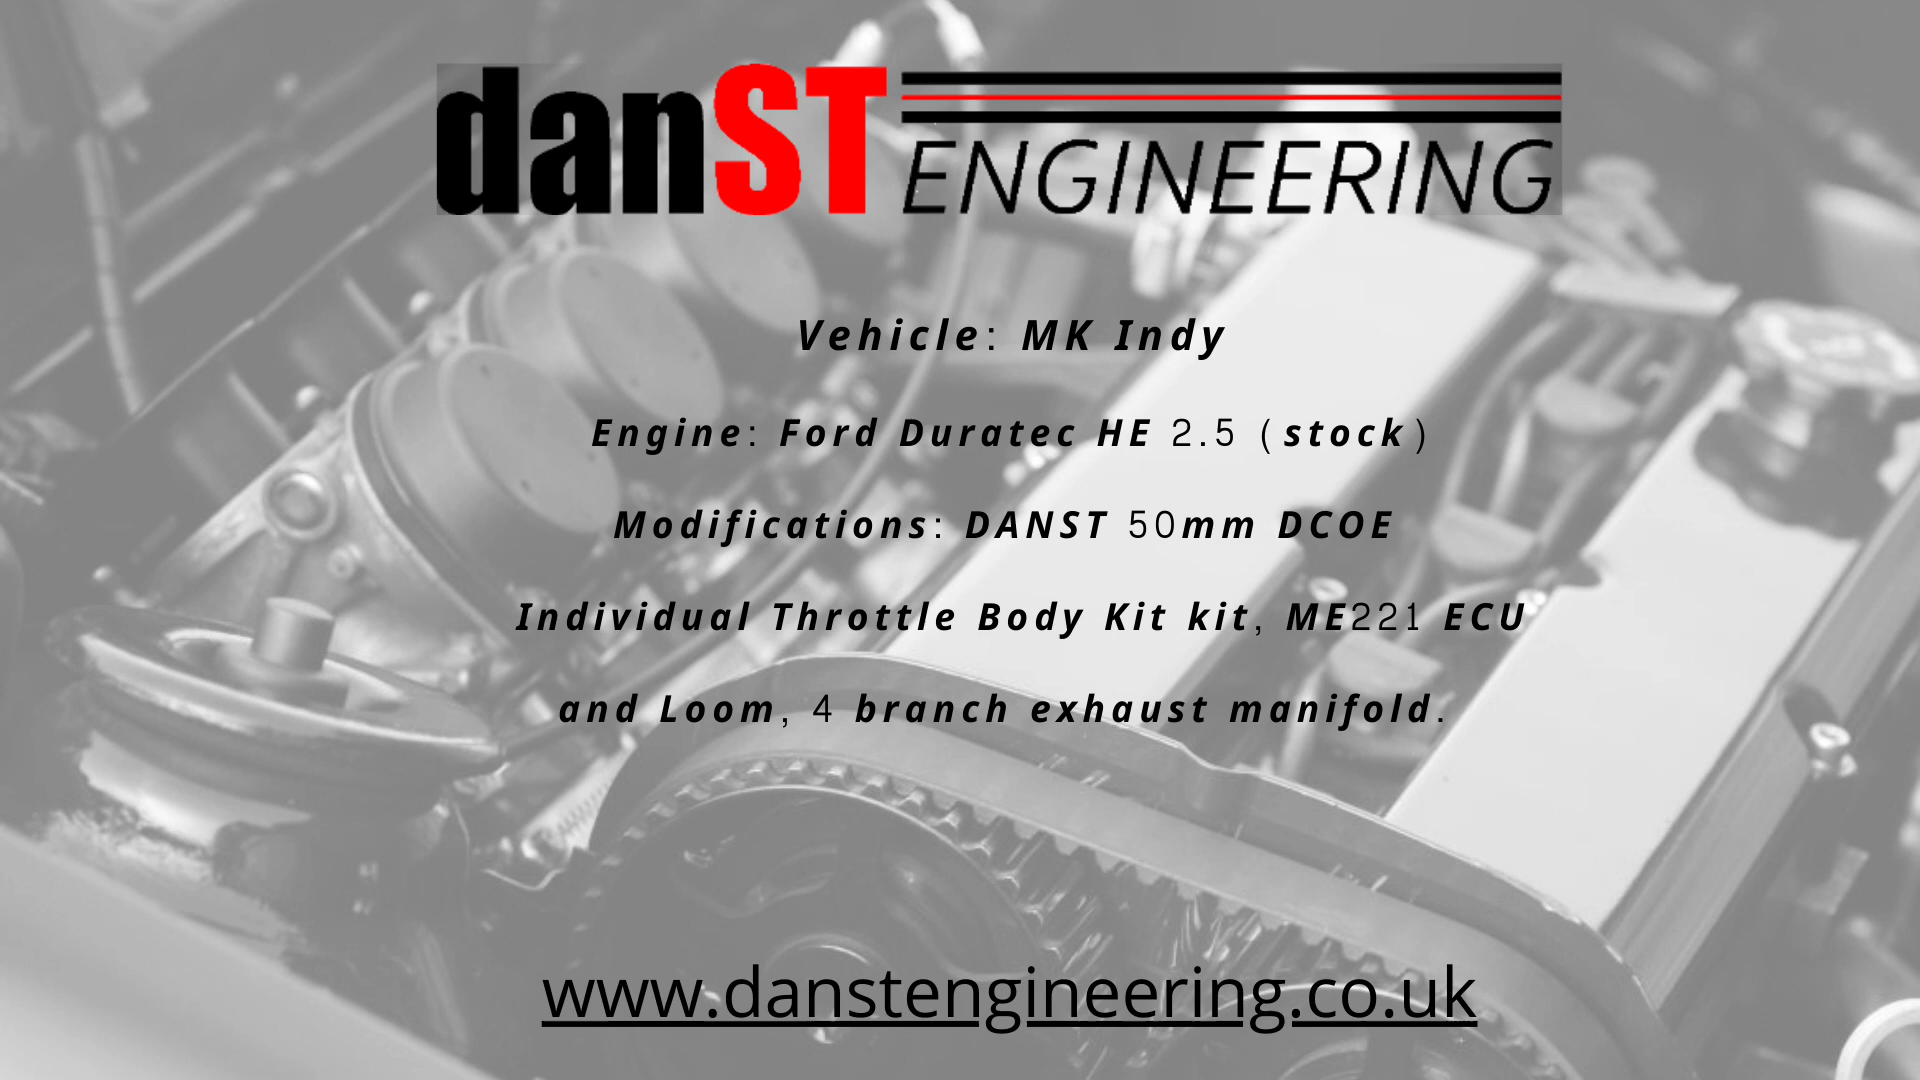 danST ENGINEERING
Vehicle: MK Indy
Engine: Ford Duratec HE 2.5 (stock)
Modifications: DANST 50mm DCOE
Individual Throttle Body Kit kit, ME221 ECU
and Loom, 4 branch exhaust manifold.
www.danstengineering.co.uk